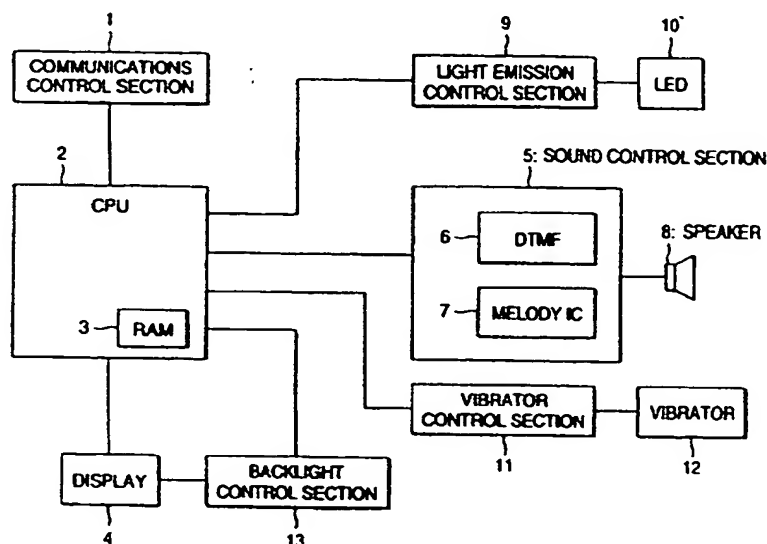 1
COMMUNICATIONS
CONTROL SECTION
9
LIGHT EMISSION
CONTROL SECTION
10
LED
2
CPU
3
RAM
5: SOUND CONTROL SECTION
6
DTMF
7
MELODY IC
8: SPEAKER
VIBRATOR
CONTROL SECTION
11
VIBRATOR
12
DISPLAY
4
BACKLIGHT
CONTROL SECTION
13